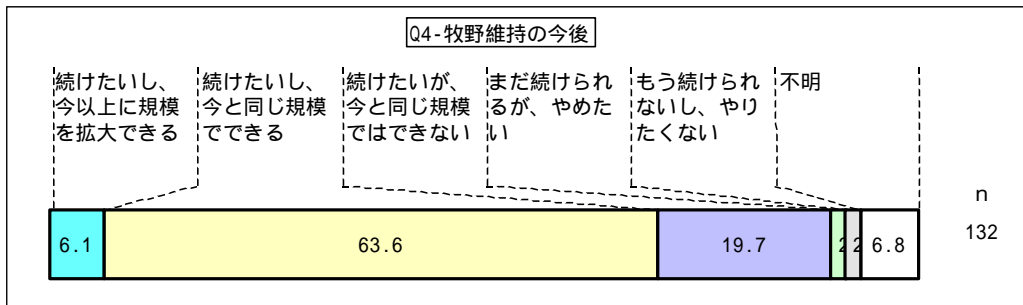 Q4-牧野維持の今後
続けたいし、
今以上に規模
を拡大できる
続けたいし、
今と同じ規模
でできる
続けたいが、
今と同じ規模
ではできない
まだ続けられ
るが、やめた
い
もう続けられ
ないし、やり
たくない
不明
6.1
63.6
19.7
2
2
6.8
n
132